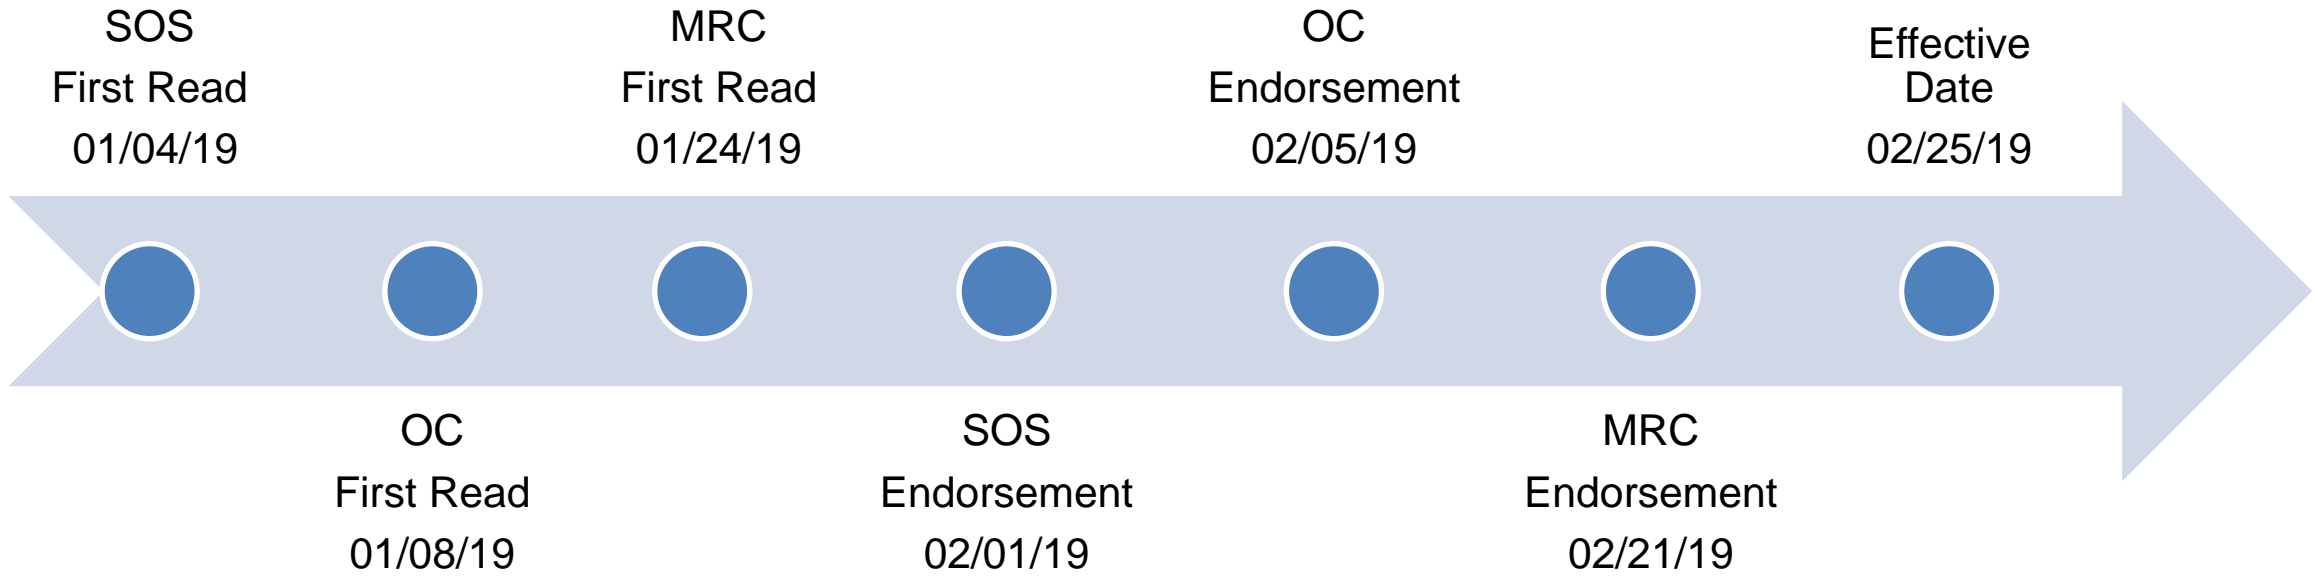 SOS
First Read
01/04/19
OC
First Read
01/08/19
MRC
First Read
01/24/19
SOS
Endorsement
02/01/19
OC
Endorsement
02/05/19
MRC
Endorsement
02/21/19
Effective
Date
02/25/19